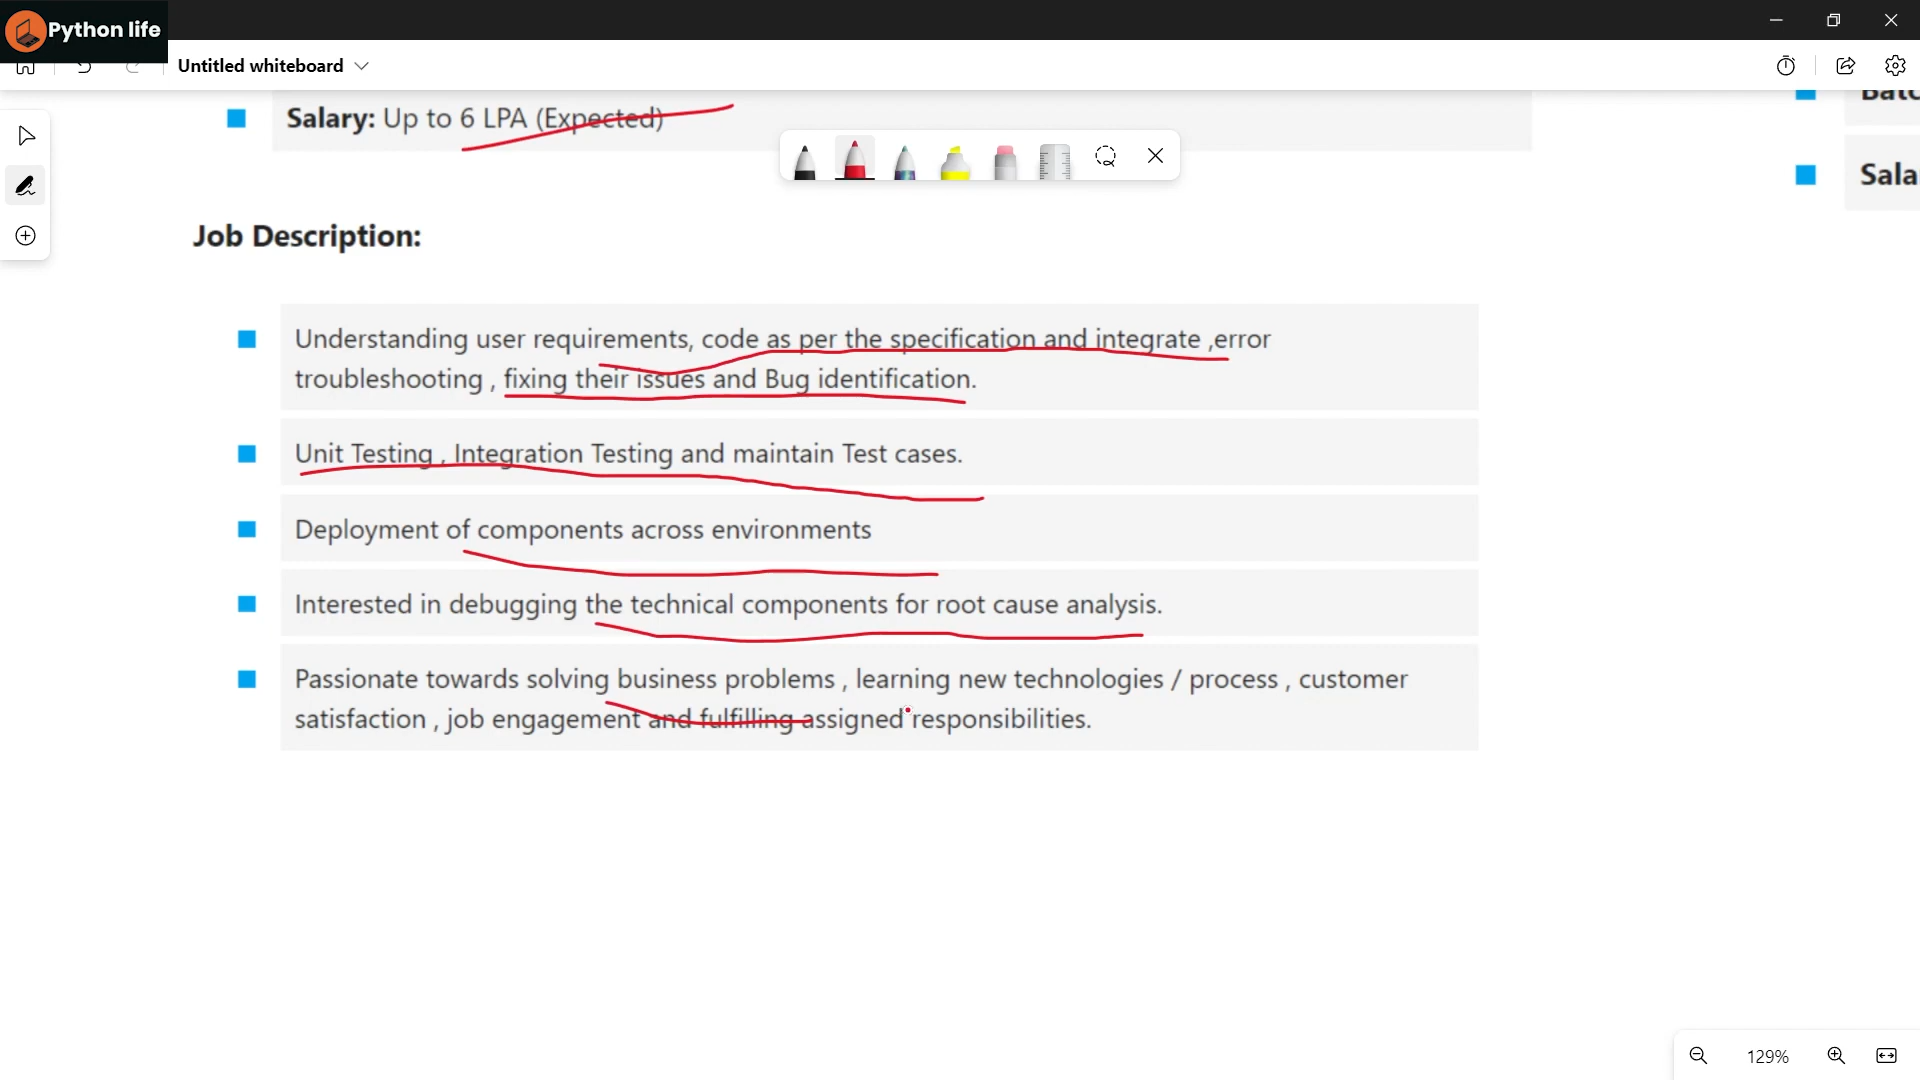 Python life
Untitled whiteboard
Salary: Up to 6 LPA (Expected)
Sala
Job Description:
Understanding user requirements, code as per the specification and integrate ,error
troubleshooting , fixing their issues and Bug identification.
Unit Testing , Integration Testing and maintain Test cases.
Deployment of components across environments
Interested in debugging the technical components for root cause analysis.
Passionate towards solving business problems , learning new technologies / process , customer
satisfaction , job engagement and fulfilling assigned responsibilities.
129%